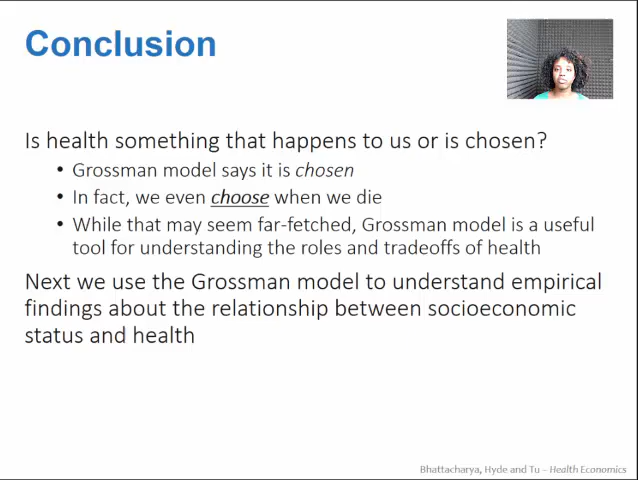 Conclusion
Is health something that happens to us or is chosen?
• Grossman model says it is chosen
• In fact, we even choose when we die
• While that may seem far-fetched, Grossman model is a useful
tool for understanding the roles and tradeoffs of health
Next we use the Grossman model to understand empirical
findings about the relationship between socioeconomic
status and health
Bhattacharya, Hyde and Tu – Health Economics